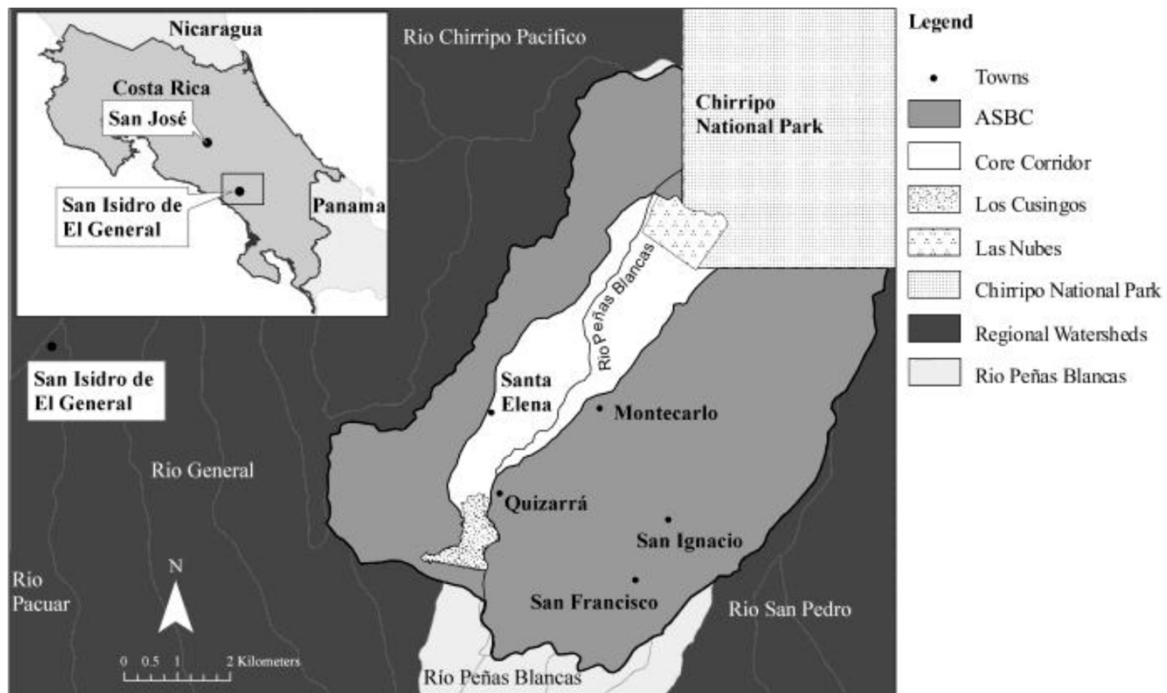 Nicaragua
Costa Rica
San José
San Isidro de
El General
Panama
Rio Chirripo Pacifico
Chirripo
National Park
Rio Peñas Blancas
San Isidro de
El General
Santa
Elena
Montecarlo
Rio General
Quizarrá
San Ignacio
Rio
Pacuar
N
San Francisco
Rio San Pedro
0 0.5 1 2 Kilometers
Río Peñas Blancas
Legend
Towns
ASBC
Core Corridor
Los Cusingos
Las Nubes
Chirripo National Park
Regional Watersheds
Rio Peñas Blancas